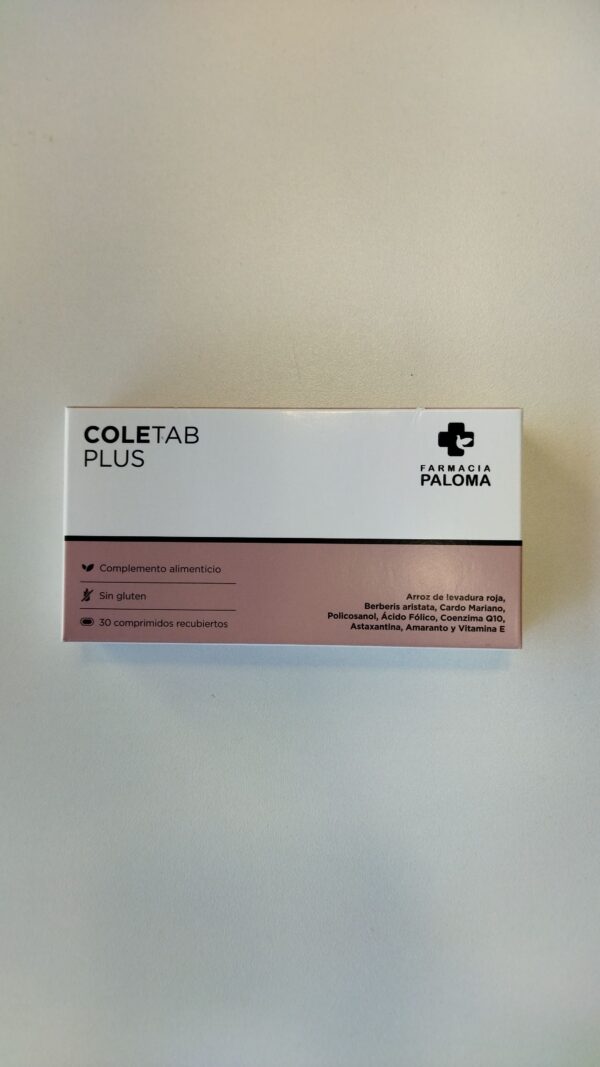 COLETAB
PLUS
FARMACIA
PALOMA
Complemento alimenticio
Sin gluten
30 comprimidos recubiertos
Arroz de levadura roja,
Berberis aristata, Cardo Mariano,
Policosanol, Ácido Fólico, Coenzima Q10,
Astaxantina, Amaranto y Vitamina E